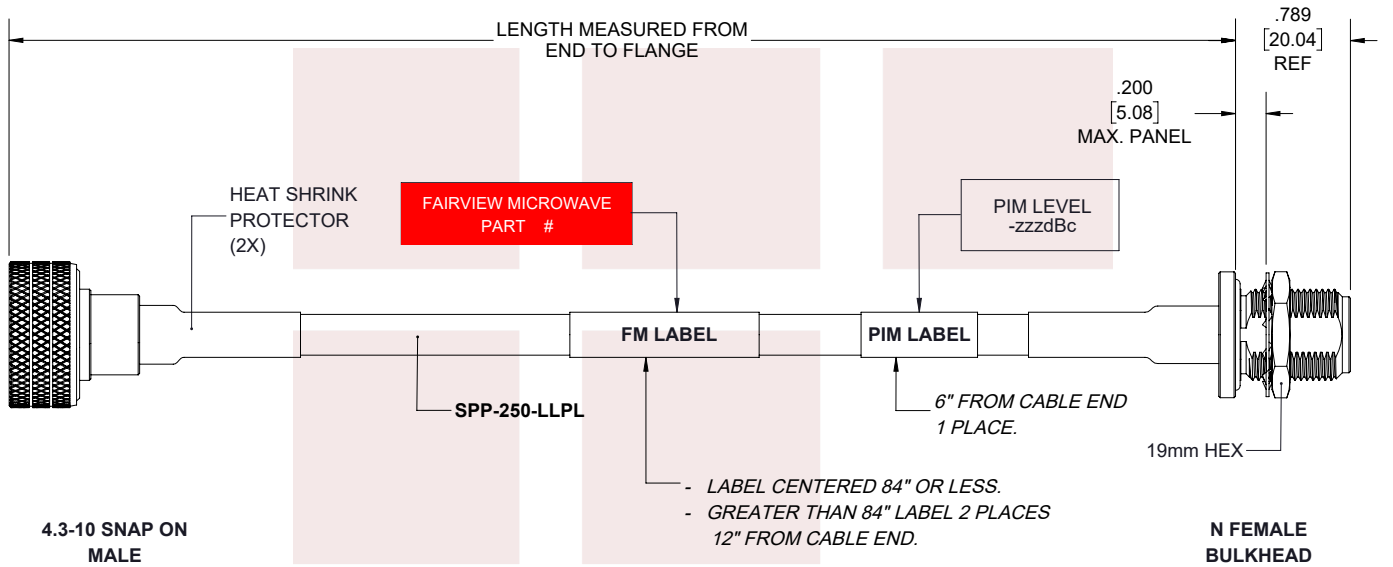 LENGTH MEASURED FROM
END TO FLANGE
.789
[20.04]
REF
.200
[5.08]
MAX. PANEL
HEAT SHRINK
PROTECTOR
(2X)
FAIRVIEW MICROWAVE
PART #
PIM LEVEL
-zzzdBc
FM LABEL
PIM LABEL
SPP-250-LLPL
6" FROM CABLE END
1 PLACE.
19mm HEX
- LABEL CENTERED 84" OR LESS.
- GREATER THAN 84" LABEL 2 PLACES
12" FROM CABLE END.
4.3-10 SNAP ON
MALE
N FEMALE
BULKHEAD